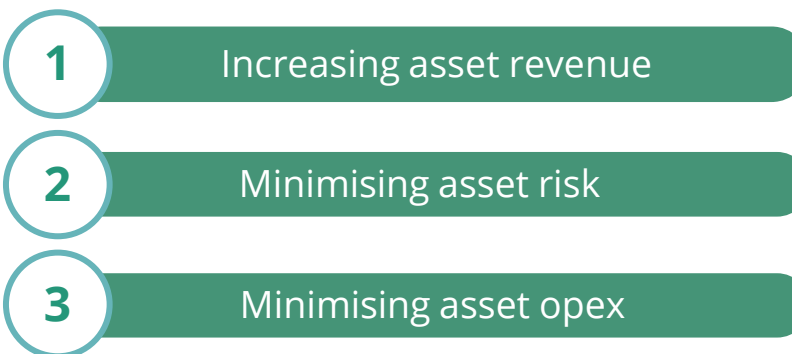 1 Increasing asset revenue
2 Minimising asset risk
3 Minimising asset opex